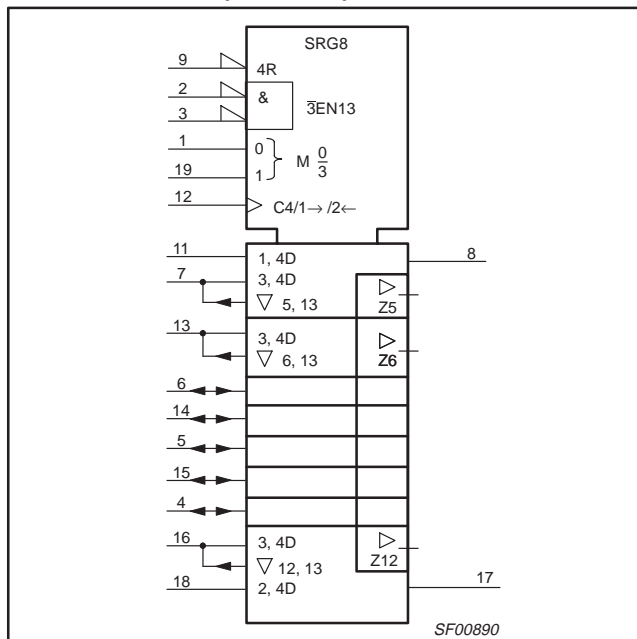 SRG8
9
4R
2
&
3̅EN13
3
1
0
M 0/3
19
1
12
C4/1→ /2←
11
1, 4D
8
7
3, 4D
▽ 5, 13
▷
Z5
13
3, 4D
▽ 6, 13
▷
Z6
6
14
5
15
4
16
3, 4D
▽ 12, 13
▷
Z12
18
2, 4D
17
SF00890